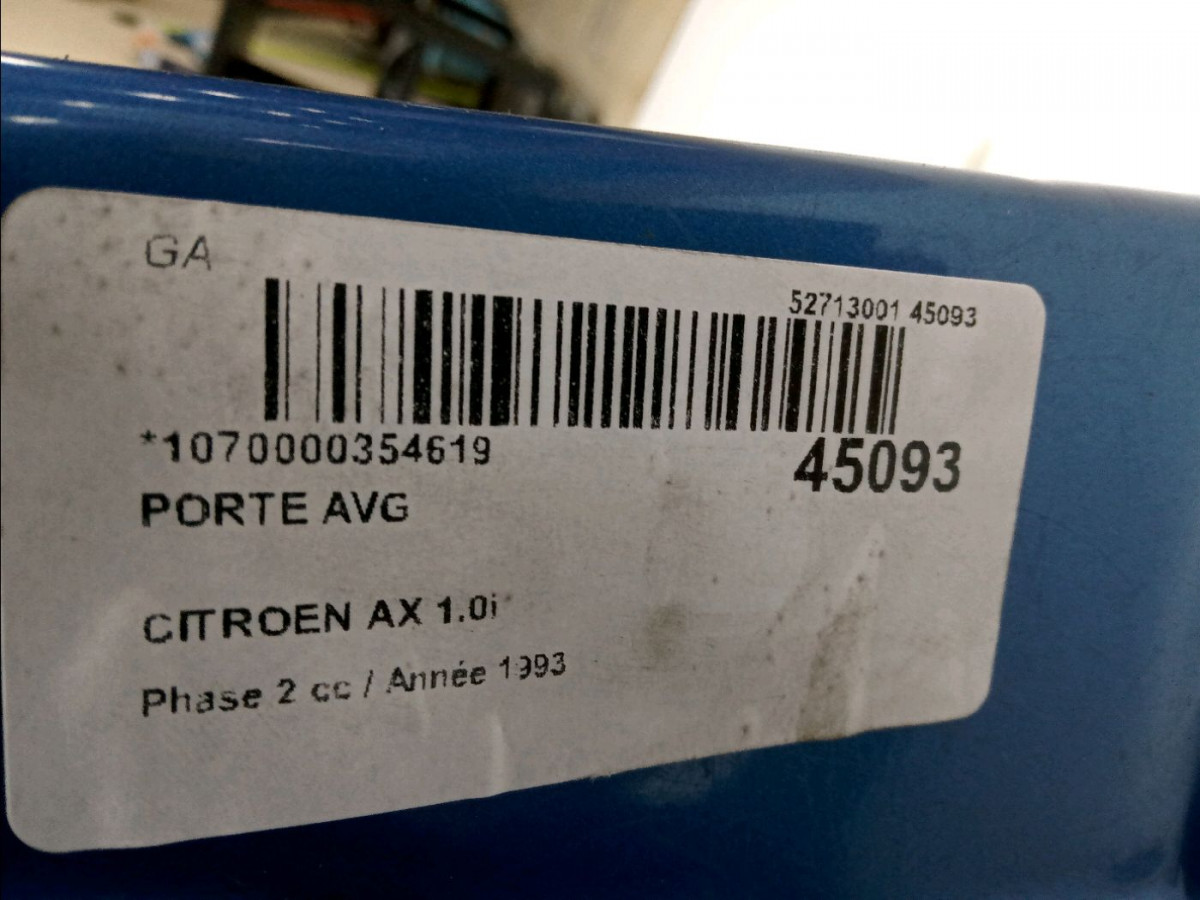 GA
52713001 45093
*1070000354619
45093
PORTE AVG
CITROEN AX 1.0i
Phase 2 cc / Année 1993